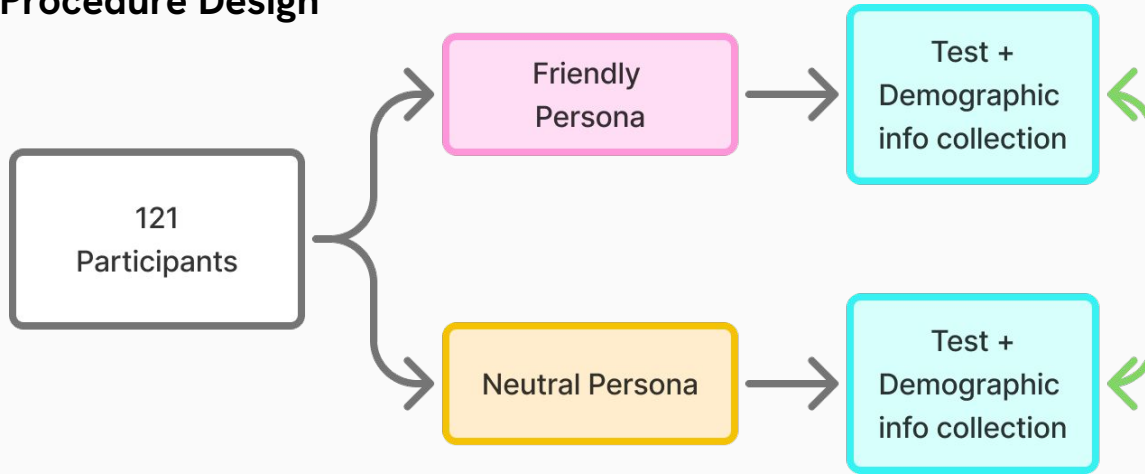 Procedure Design
Friendly
Persona
Test +
Demographic
info collection
121
Participants
Neutral Persona
Test +
Demographic
info collection